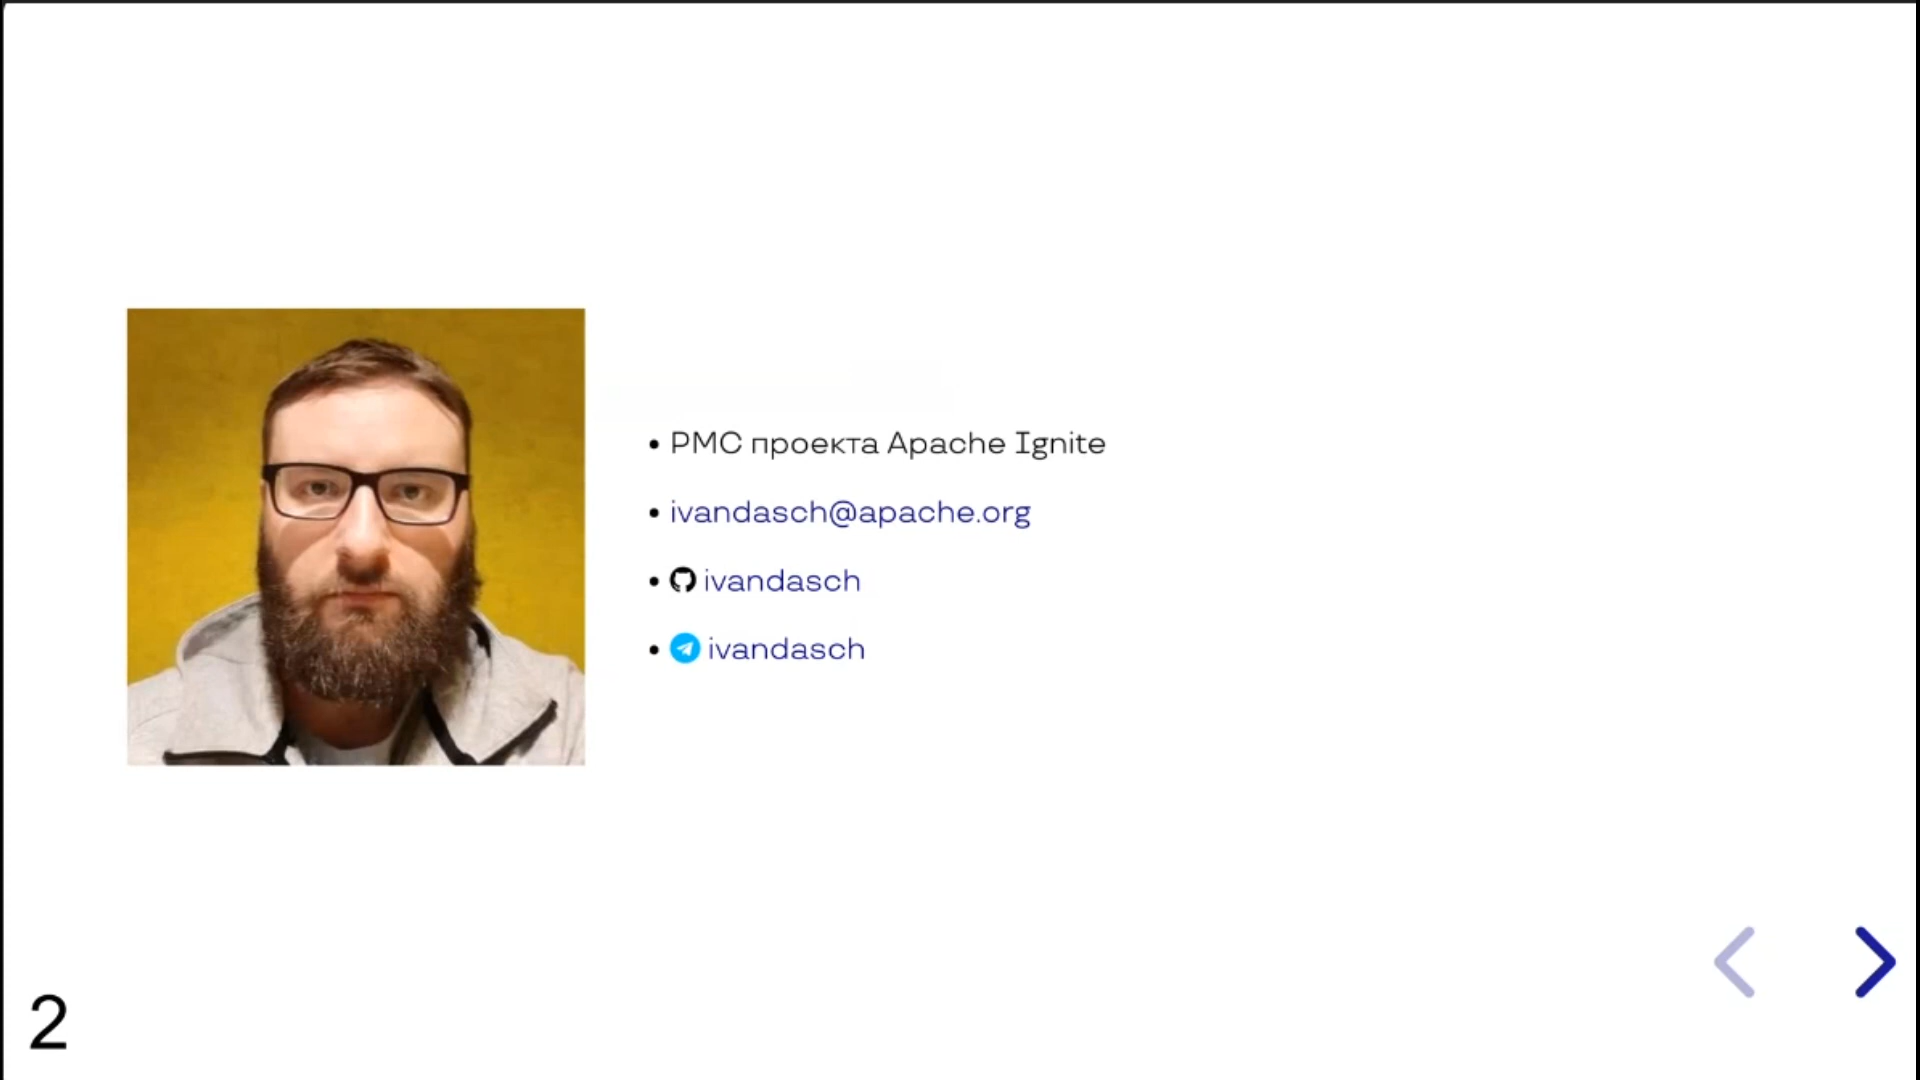 PMC проекта Apache Ignite
ivandasch@apache.org
ivandasch
ivandasch
2